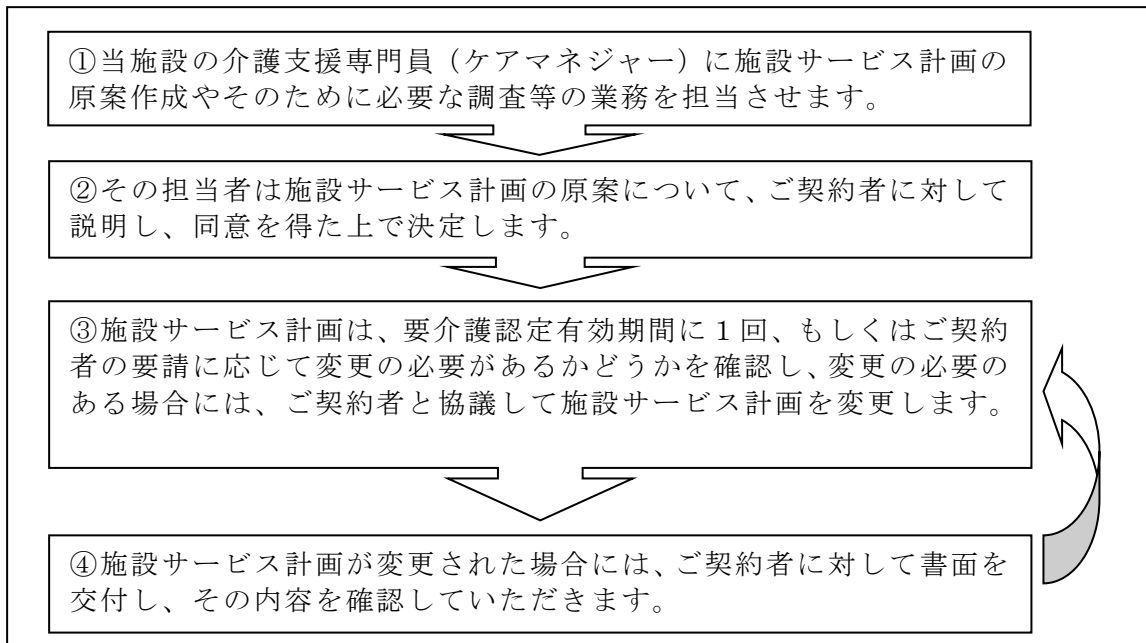 ①当施設の介護支援専門員（ケアマネジャー）に施設サービス計画の
原案作成やそのために必要な調査等の業務を担当させます。
②その担当者は施設サービス計画の原案について、ご契約者に対して
説明し、同意を得た上で決定します。
③施設サービス計画は、要介護認定有効期間に１回、もしくはご契約
者の要請に応じて変更の必要があるかどうかを確認し、変更の必要の
ある場合には、ご契約者と協議して施設サービス計画を変更します。
④施設サービス計画が変更された場合には、ご契約者に対して書面を
交付し、その内容を確認していただきます。